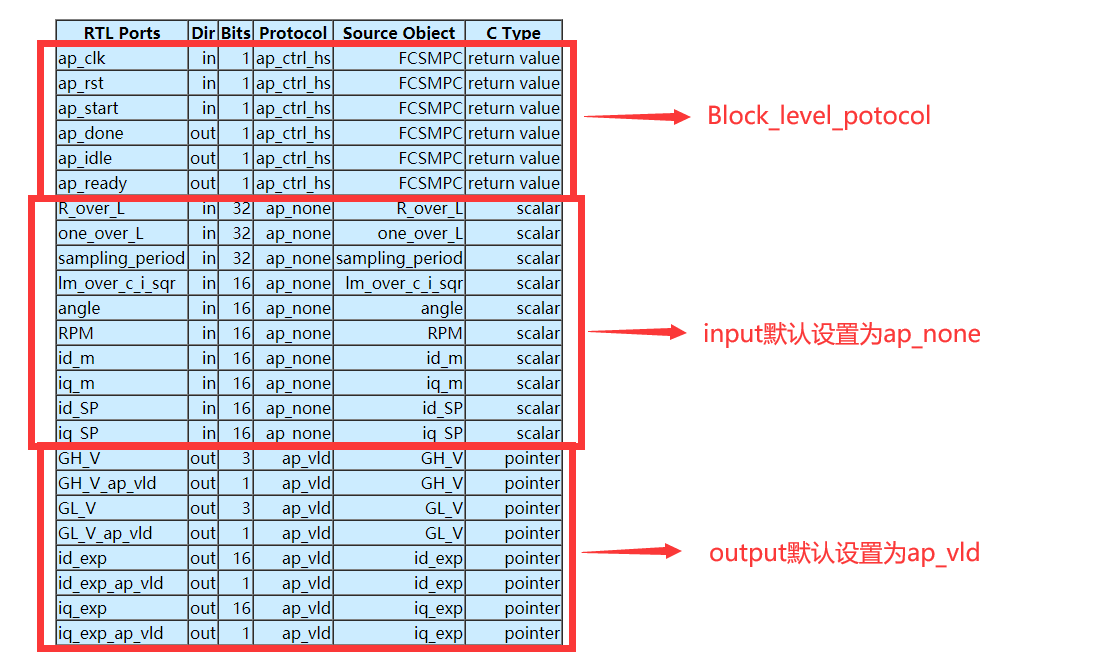 RTL Ports Dir Bits Protocol Source Object C Type
ap_clk in 1 ap_ctrl_hs FCSMPC return value
ap_rst in 1 ap_ctrl_hs FCSMPC return value
ap_start in 1 ap_ctrl_hs FCSMPC return value
ap_done out 1 ap_ctrl_hs FCSMPC return value
ap_idle out 1 ap_ctrl_hs FCSMPC return value
ap_ready out 1 ap_ctrl_hs FCSMPC return value
Block_level_potocol
R_over_L in 32 ap_none R_over_L scalar
one_over_L in 32 ap_none one_over_L scalar
sampling_period in 32 ap_none sampling_period scalar
lm_over_c_i_sqr in 16 ap_none lm_over_c_i_sqr scalar
angle in 16 ap_none angle scalar
RPM in 16 ap_none RPM scalar
id_m in 16 ap_none id_m scalar
iq_m in 16 ap_none iq_m scalar
id_SP in 16 ap_none id_SP scalar
iq_SP in 16 ap_none iq_SP scalar
input默认设置为ap_none
GH_V out 3 ap_vld GH_V pointer
GH_V_ap_vld out 1 ap_vld GH_V pointer
GL_V out 3 ap_vld GL_V pointer
GL_V_ap_vld out 1 ap_vld GL_V pointer
id_exp out 16 ap_vld id_exp pointer
id_exp_ap_vld out 1 ap_vld id_exp pointer
iq_exp out 16 ap_vld iq_exp pointer
iq_exp_ap_vld out 1 ap_vld iq_exp pointer
output默认设置为ap_vld